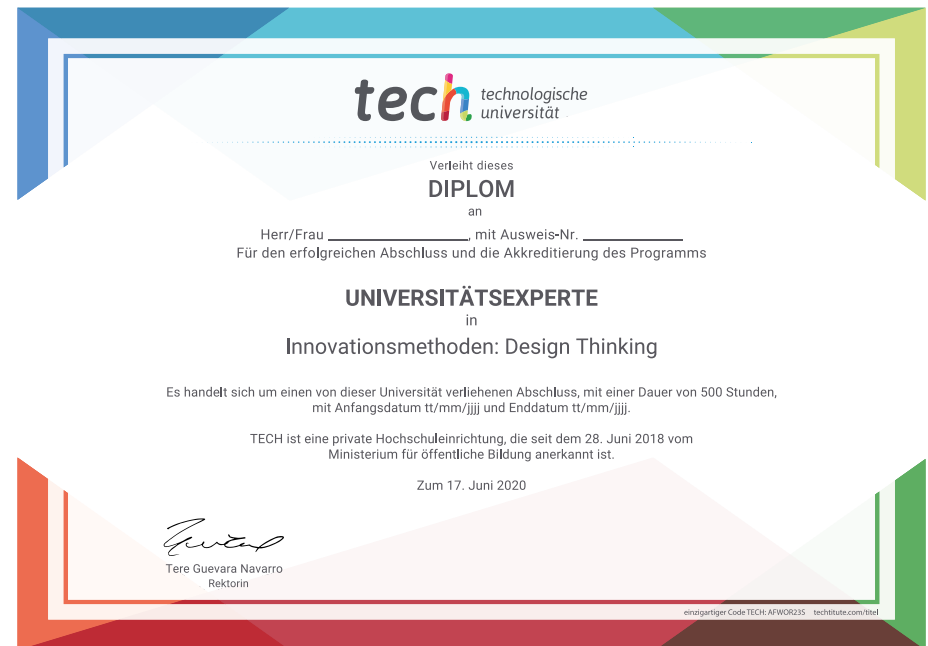 tech technologische
universität
Verleiht dieses
DIPLOM
an
Herr/Frau ____________________, mit Ausweis-Nr. ______________
Für den erfolgreichen Abschluss und die Akkreditierung des Programms
UNIVERSITÄTSEXPERTE
in
Innovationsmethoden: Design Thinking
Es handelt sich um einen von dieser Universität verliehenen Abschluss, mit einer Dauer von 500 Stunden,
mit Anfangsdatum tt/mm/jjjj und Enddatum tt/mm/jjjj.
TECH ist eine private Hochschuleinrichtung, die seit dem 28. Juni 2018 vom
Ministerium für öffentliche Bildung anerkannt ist.
Zum 17. Juni 2020
Tere Guevara Navarro
Rektorin
einzigartiger Code TECH: AFWOR23S techtitute.com/titel